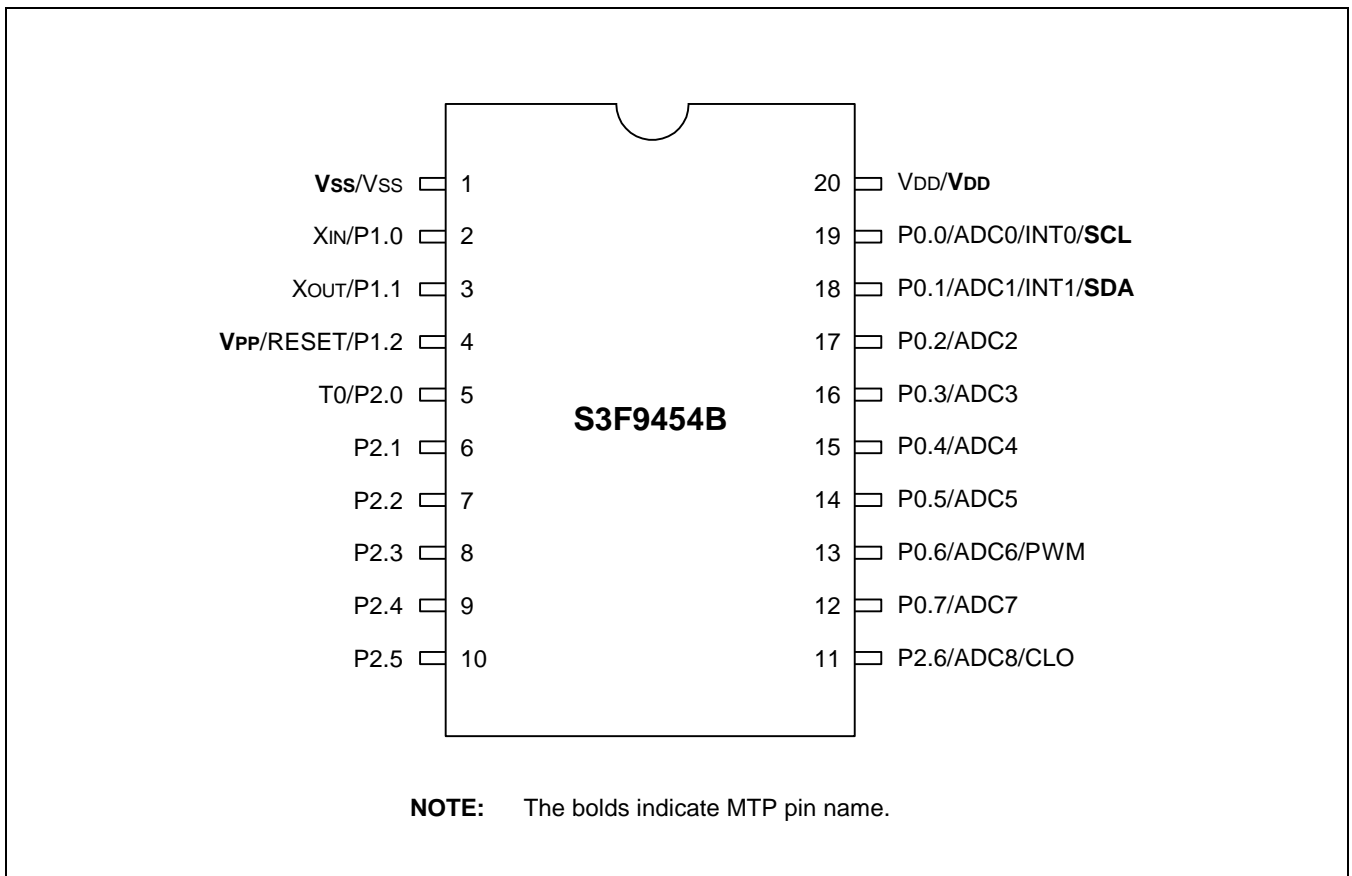 Vss/Vss 1
XIN/P1.0 2
XOUT/P1.1 3
VPP/RESET/P1.2 4
T0/P2.0 5
P2.1 6
P2.2 7
P2.3 8
P2.4 9
P2.5 10
S3F9454B
20 VDD/VDD
19 P0.0/ADC0/INT0/SCL
18 P0.1/ADC1/INT1/SDA
17 P0.2/ADC2
16 P0.3/ADC3
15 P0.4/ADC4
14 P0.5/ADC5
13 P0.6/ADC6/PWM
12 P0.7/ADC7
11 P2.6/ADC8/CLO
NOTE: The bolds indicate MTP pin name.